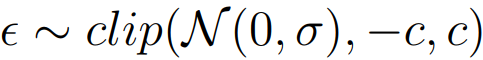 ϵ ∼ clip(𝒩(0, σ), −c, c)